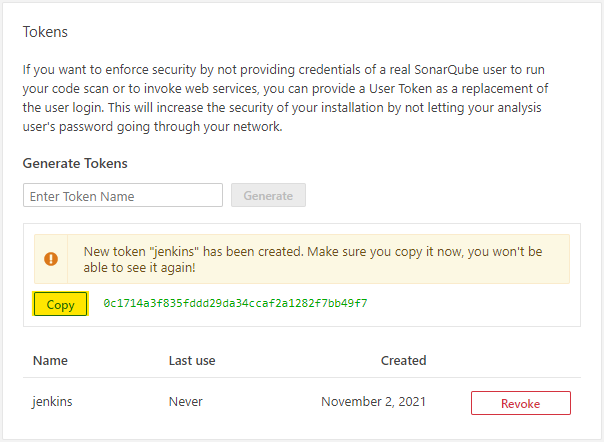 Tokens
If you want to enforce security by not providing credentials of a real SonarQube user to run
your code scan or to invoke web services, you can provide a User Token as a replacement of
the user login. This will increase the security of your installation by not letting your analysis
user's password going through your network.
Generate Tokens
Enter Token Name Generate
New token "jenkins" has been created. Make sure you copy it now, you won't be
able to see it again!
Copy 0c1714a3f835fddd29da34ccaf2a1282f7bb49f7
Name Last use Created
jenkins Never November 2, 2021 Revoke